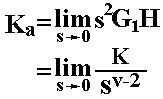 Kₐ=lim s²G₁H
s→0
=lim K/s^(v-2)
s→0